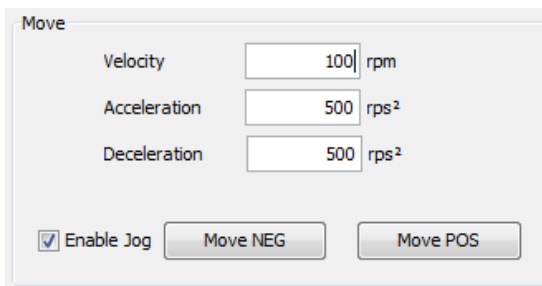 Move
Velocity 100 rpm
Acceleration 500 rps²
Deceleration 500 rps²
Enable Jog Move NEG Move POS